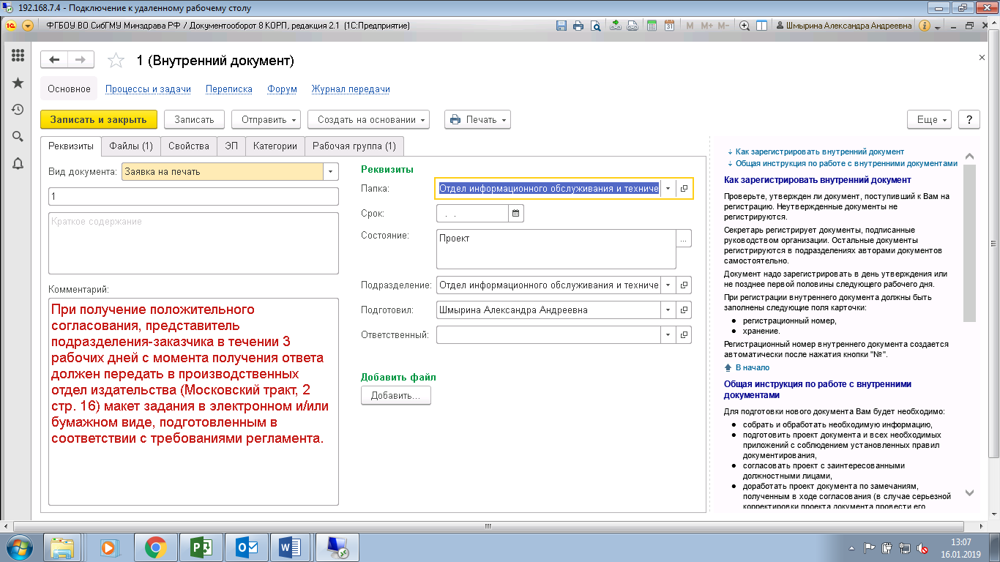 192.168.7.4 - Подключение к удаленному рабочему столу
ФГБОУ ВО СибГМУ Минздрава РФ / Документооборот 8 КОРП, редакция 2.1 (1С:Предприятие)
M M+ M-
Шмырина Александра Андреевна
1 (Внутренний документ)
Основное Процессы и задачи Переписка Форум Журнал передачи
Записать и закрыть Записать Отправить Создать на основании Печать Еще ?
Реквизиты Файлы (1) Свойства ЭП Категории Рабочая группа (1)
Вид документа: Заявка на печать
1
Краткое содержание
Комментарий:
При получение положительного
согласования, представитель
подразделения-заказчика в течении 3
рабочих дней с момента получения ответа
должен передать в производственных
отдел издательства (Московский тракт, 2
стр. 16) макет задания в электронном и/или
бумажном виде, подготовленным в
соответствии с требованиями регламента.
Реквизиты
Папка: Отдел информационного обслуживания и техниче
Срок: . .
Состояние: Проект
...
Подразделение: Отдел информационного обслуживания и техниче
Подготовил: Шмырина Александра Андреевна
Ответственный:
Добавить файл
Добавить...
Как зарегистрировать внутренний документ
Общая инструкция по работе с внутренними документами
Как зарегистрировать внутренний документ
Проверьте, утвержден ли документ, поступивший к Вам на
регистрацию. Неутвержденные документы не
регистрируются.
Секретарь регистрирует документы, подписанные
руководством организации. Остальные документы
регистрируются в подразделениях авторами документов
самостоятельно.
Документ надо зарегистрировать в день утверждения или
не позднее первой половины следующего рабочего дня.
При регистрации внутреннего документа должны быть
заполнены следующие поля карточки:
● регистрационный номер,
● хранение.
Регистрационный номер внутреннего документа создается
автоматически после нажатия кнопки "№".
В начало
Общая инструкция по работе с внутренними
документами
Для подготовки нового документа Вам будет необходимо:
● собрать и обработать необходимую информацию,
● подготовить проект документа и всех необходимых
приложений с соблюдением установленных правил
документирования,
● согласовать проект с заинтересованными
должностными лицами,
● доработать проект документа по замечаниям,
полученным в ходе согласования (в случае серьезной
корректировки проекта документа провести его
13:07
16.01.2019